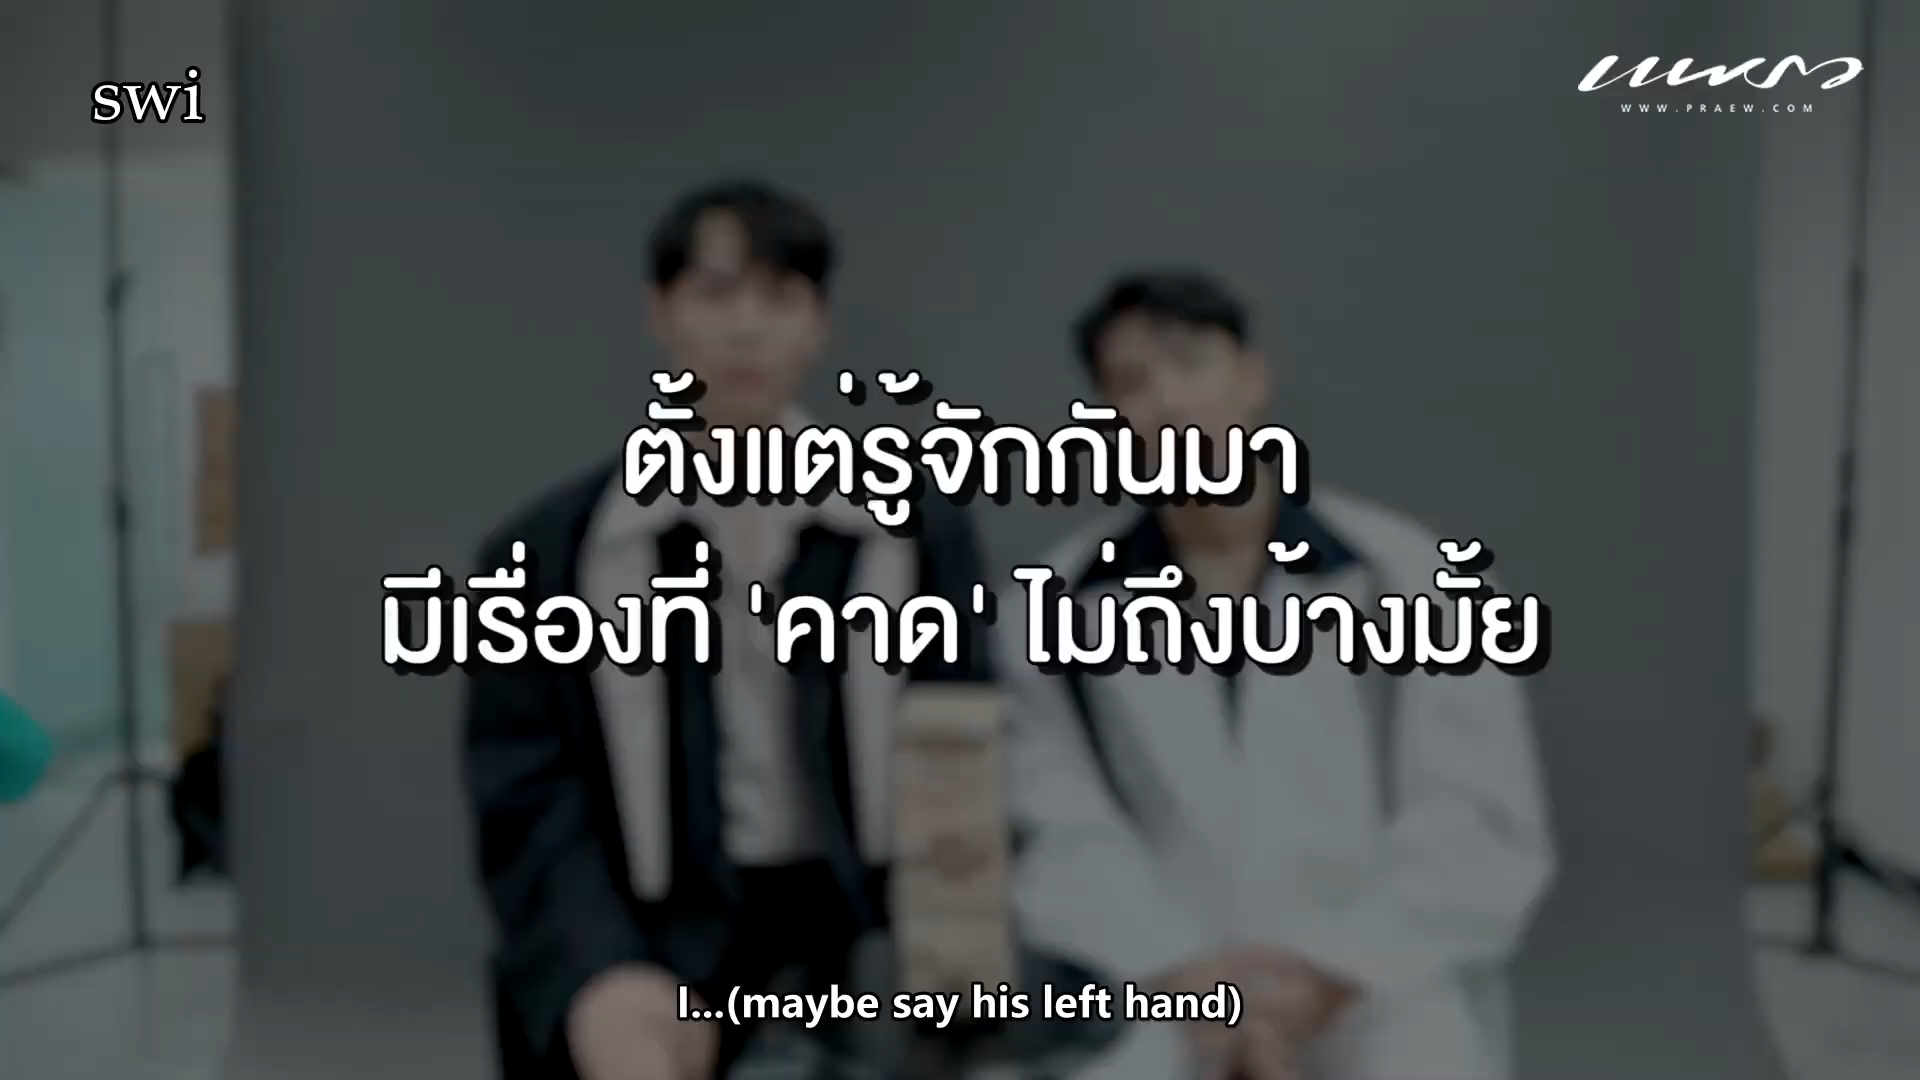 swi
แพรว
WWW.PRAEW.COM
ตั้งแต่รู้จักกันมา
มีเรื่องที่ 'คาด' ไม่ถึงบ้างมั้ย
I...(maybe say his left hand)